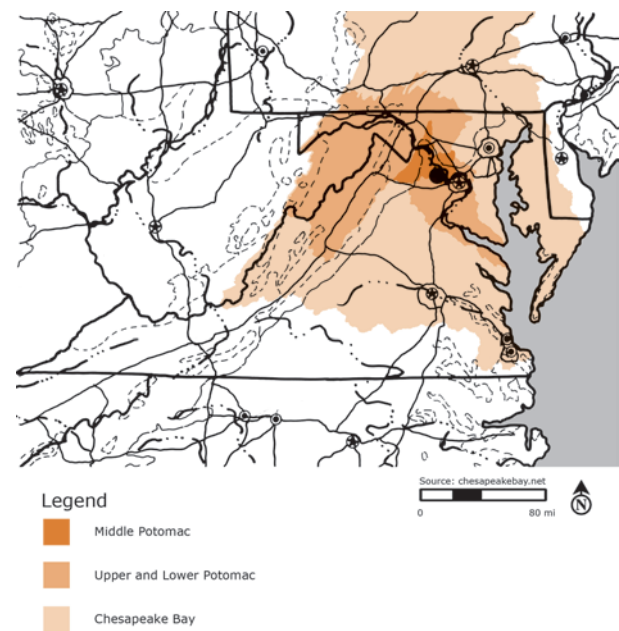 Source: chesapeakebay.net
0 80 mi
N
Legend
Middle Potomac
Upper and Lower Potomac
Chesapeake Bay